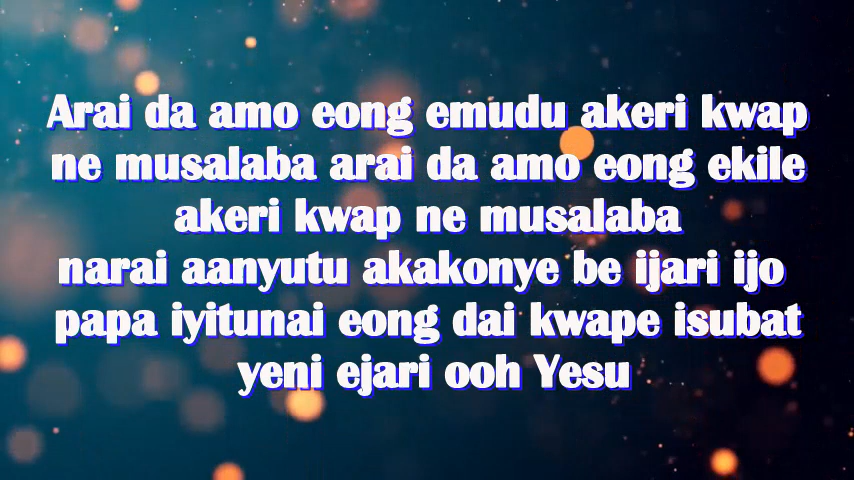 Arai da amo eong emudu akeri kwap
ne musalaba arai da amo eong ekile
akeri kwap ne musalaba
narai aanyutu akakonye be ijari ijo
papa iyitunai eong dai kwape isubat
yeni ejari ooh Yesu